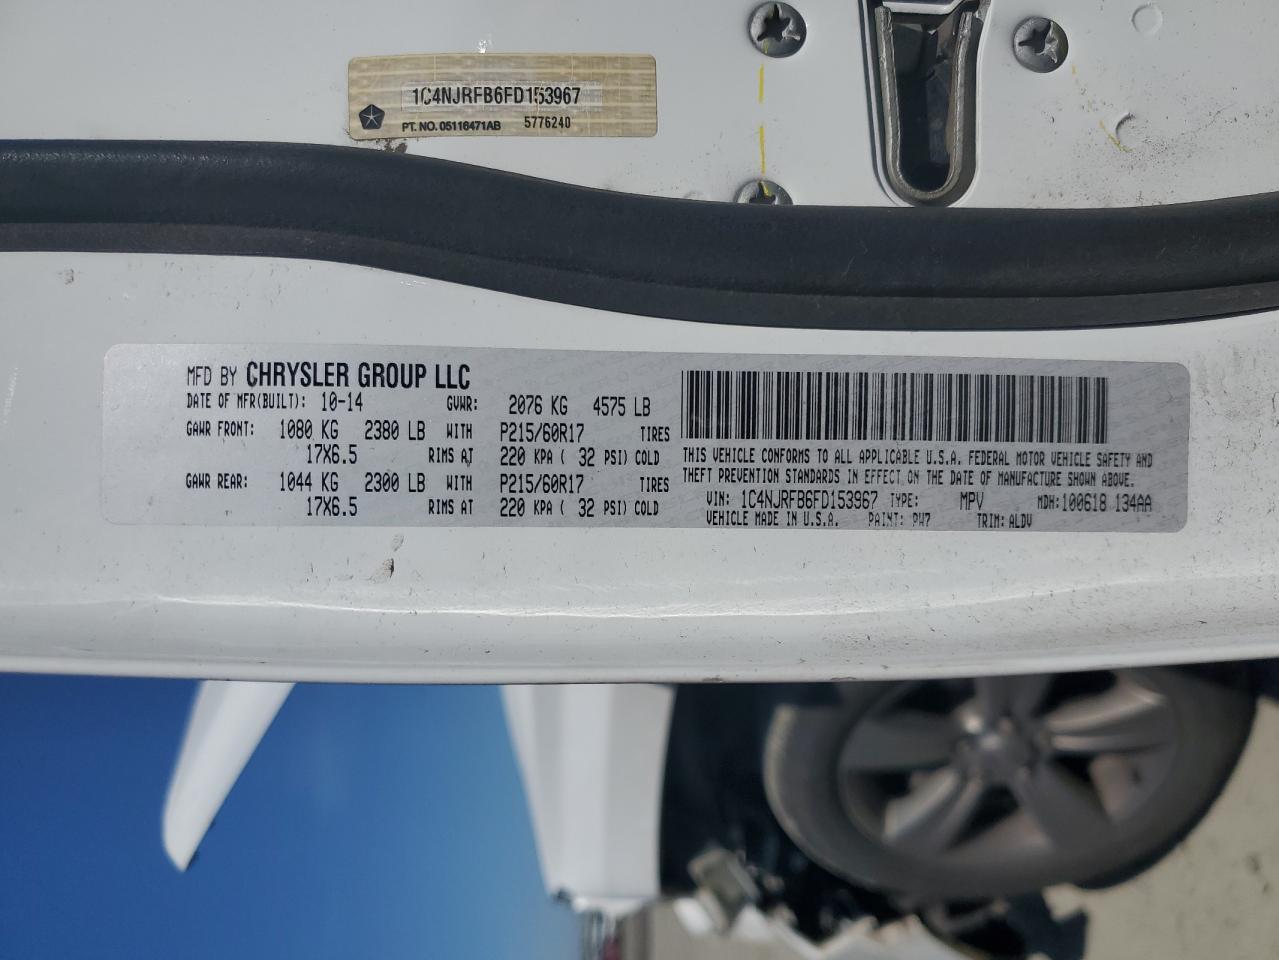 1C4NJRFB6FD153967
PT. NO. 05116471AB 5776240
MFD BY CHRYSLER GROUP LLC
DATE OF MFR(BUILT): 10-14 GVWR: 2076 KG 4575 LB
GAWR FRONT: 1080 KG 2380 LB WITH P215/60R17 TIRES
17X6.5 RIMS AT 220 KPA ( 32 PSI) COLD
GAWR REAR: 1044 KG 2300 LB WITH P215/60R17 TIRES
17X6.5 RIMS AT 220 KPA ( 32 PSI) COLD
THIS VEHICLE CONFORMS TO ALL APPLICABLE U.S.A. FEDERAL MOTOR VEHICLE SAFETY AND
THEFT PREVENTION STANDARDS IN EFFECT ON THE DATE OF MANUFACTURE SHOWN ABOVE.
VIN: 1C4NJRFB6FD153967 TYPE: MPV MDH:100618 134AA
VEHICLE MADE IN U.S.A. PAINT: PW7 TRIM: ALDV